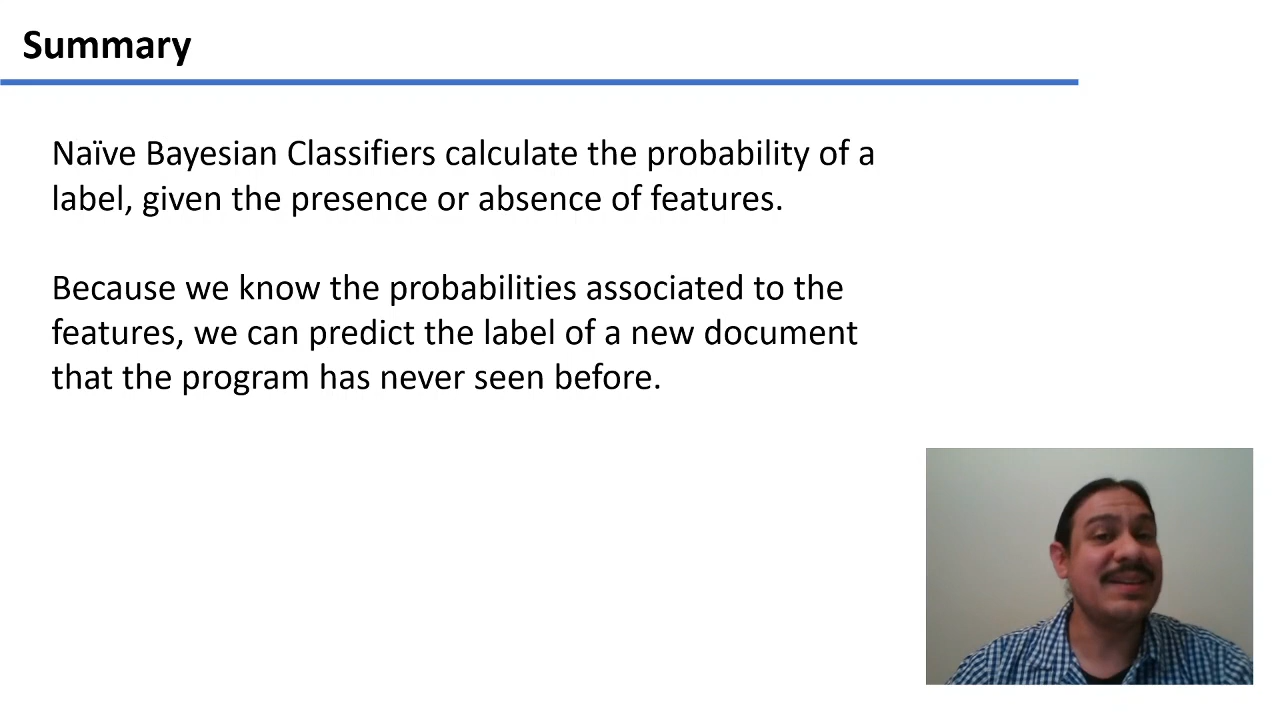 Summary
Naïve Bayesian Classifiers calculate the probability of a
label, given the presence or absence of features.
Because we know the probabilities associated to the
features, we can predict the label of a new document
that the program has never seen before.